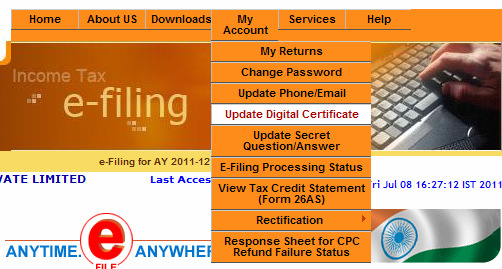 Home About US Downloads My Account Services Help
My Returns
Income Tax
Change Password
e-filing
Update Phone/Email
Update Digital Certificate
Update Secret
Question/Answer
e-Filing for AY 2011-12
E-Filing Processing Status
VATE LIMITED Last Acces
View Tax Credit Statement
(Form 26AS)
ri Jul 08 16:27:12 IST 2011
Rectification
Response Sheet for CPC
Refund Failure Status
ANYTIME. e ANYWHER
FILE